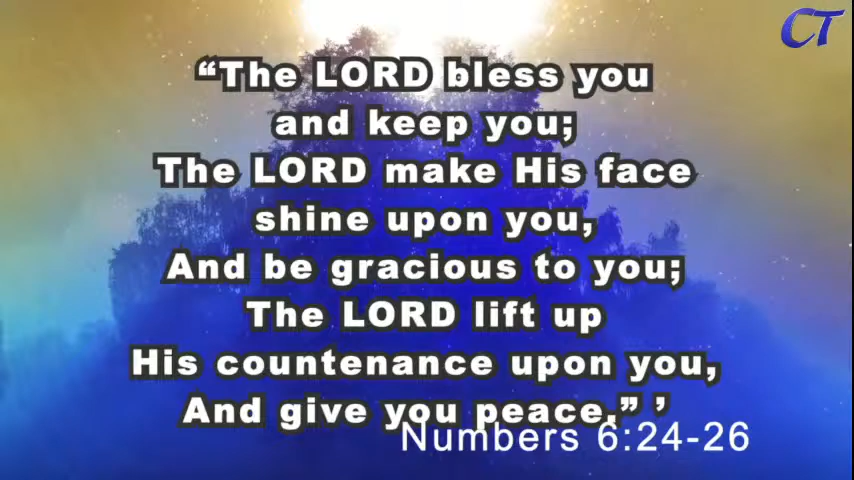 CT
“The LORD bless you
and keep you;
The LORD make His face
shine upon you,
And be gracious to you;
The LORD lift up
His countenance upon you,
And give you peace.” ’
Numbers 6:24-26